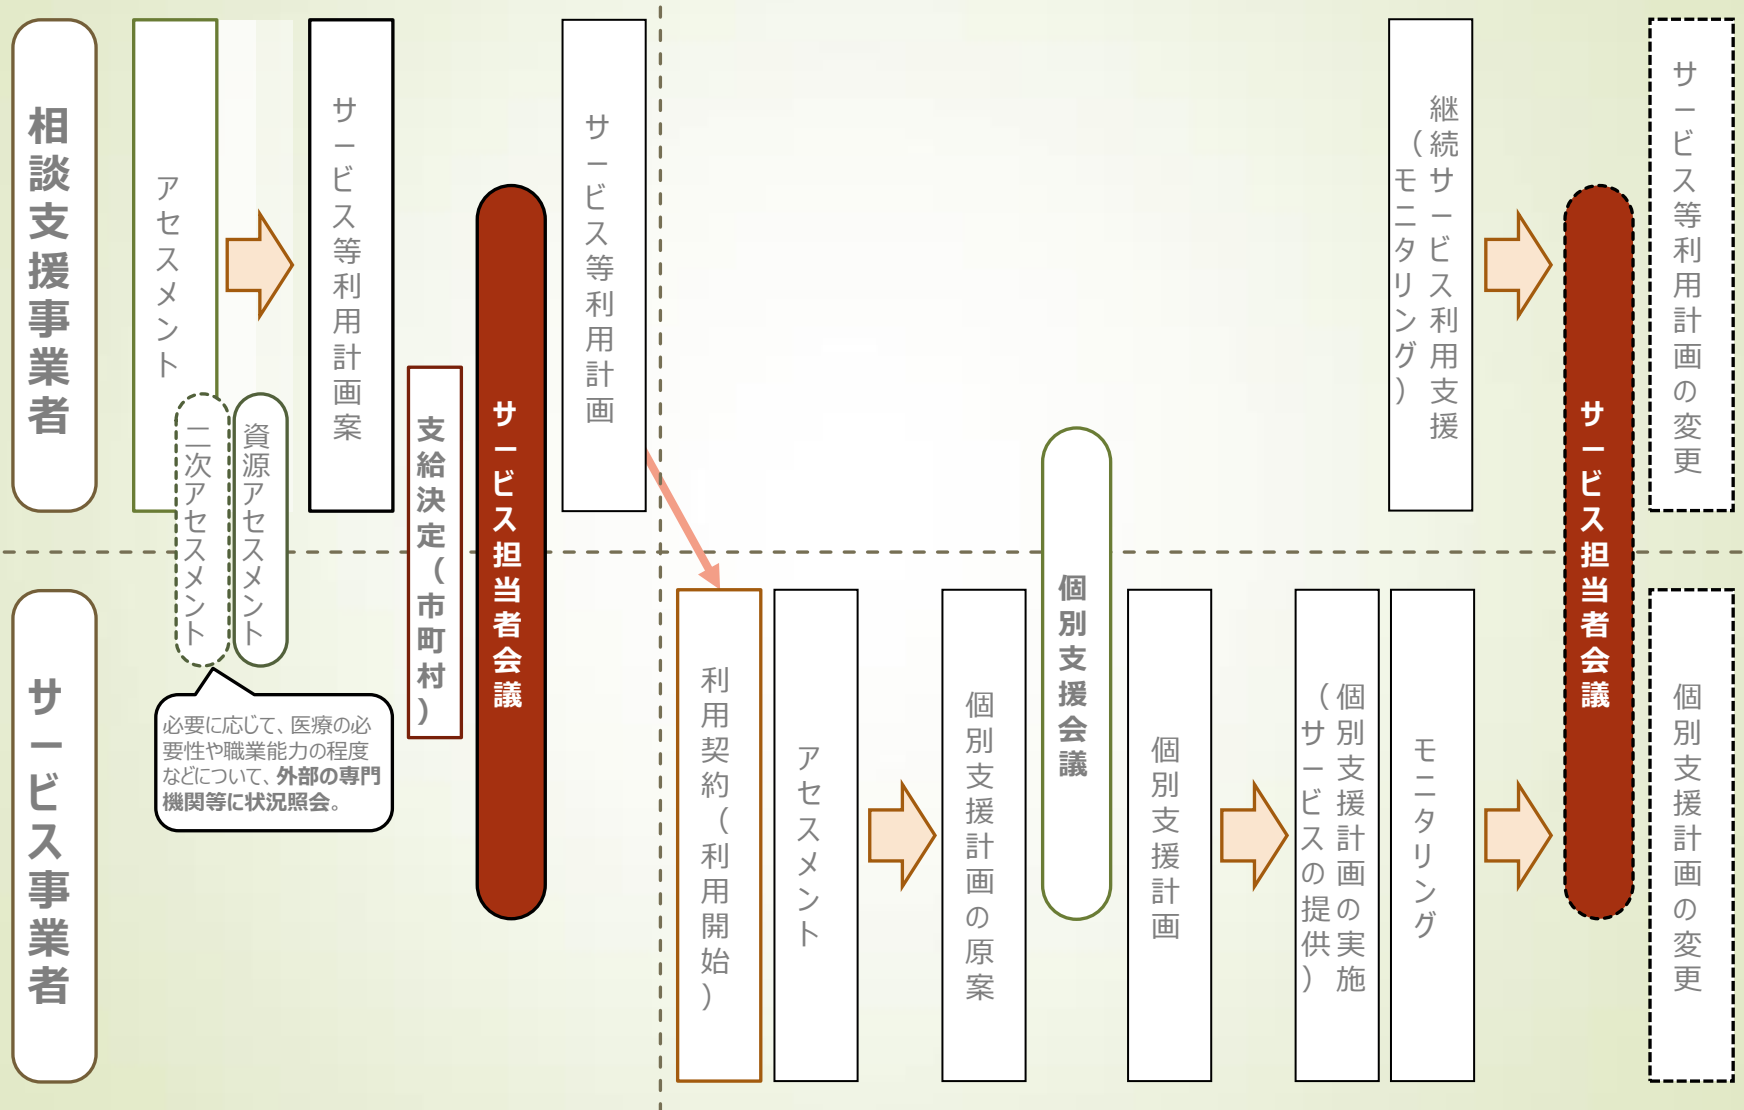 相談支援事業者
アセスメント
二次アセスメント
資源アセスメント
サービス等利用計画案
支給決定(市町村)
サービス担当者会議
サービス等利用計画
継続サービス利用支援
(モニタリング)
サービス担当者会議
サービス等利用計画の変更
サービス事業者
必要に応じて、医療の必
要性や職業能力の程度
などについて、外部の専門
機関等に状況照会。
利用契約(利用開始)
アセスメント
個別支援計画の原案
個別支援会議
個別支援計画
個別支援計画の実施
(サービスの提供)
モニタリング
個別支援計画の変更